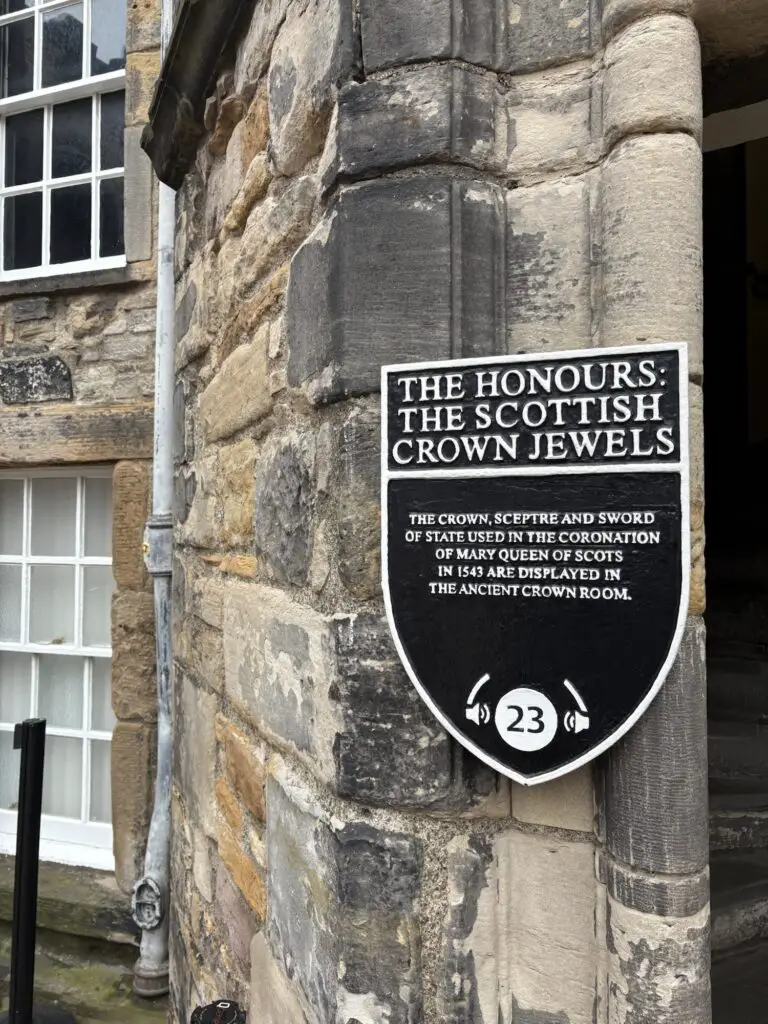 THE HONOURS:
THE SCOTTISH
CROWN JEWELS
THE CROWN, SCEPTRE AND SWORD
OF STATE USED IN THE CORONATION
OF MARY QUEEN OF SCOTS
IN 1543 ARE DISPLAYED IN
THE ANCIENT CROWN ROOM.
23